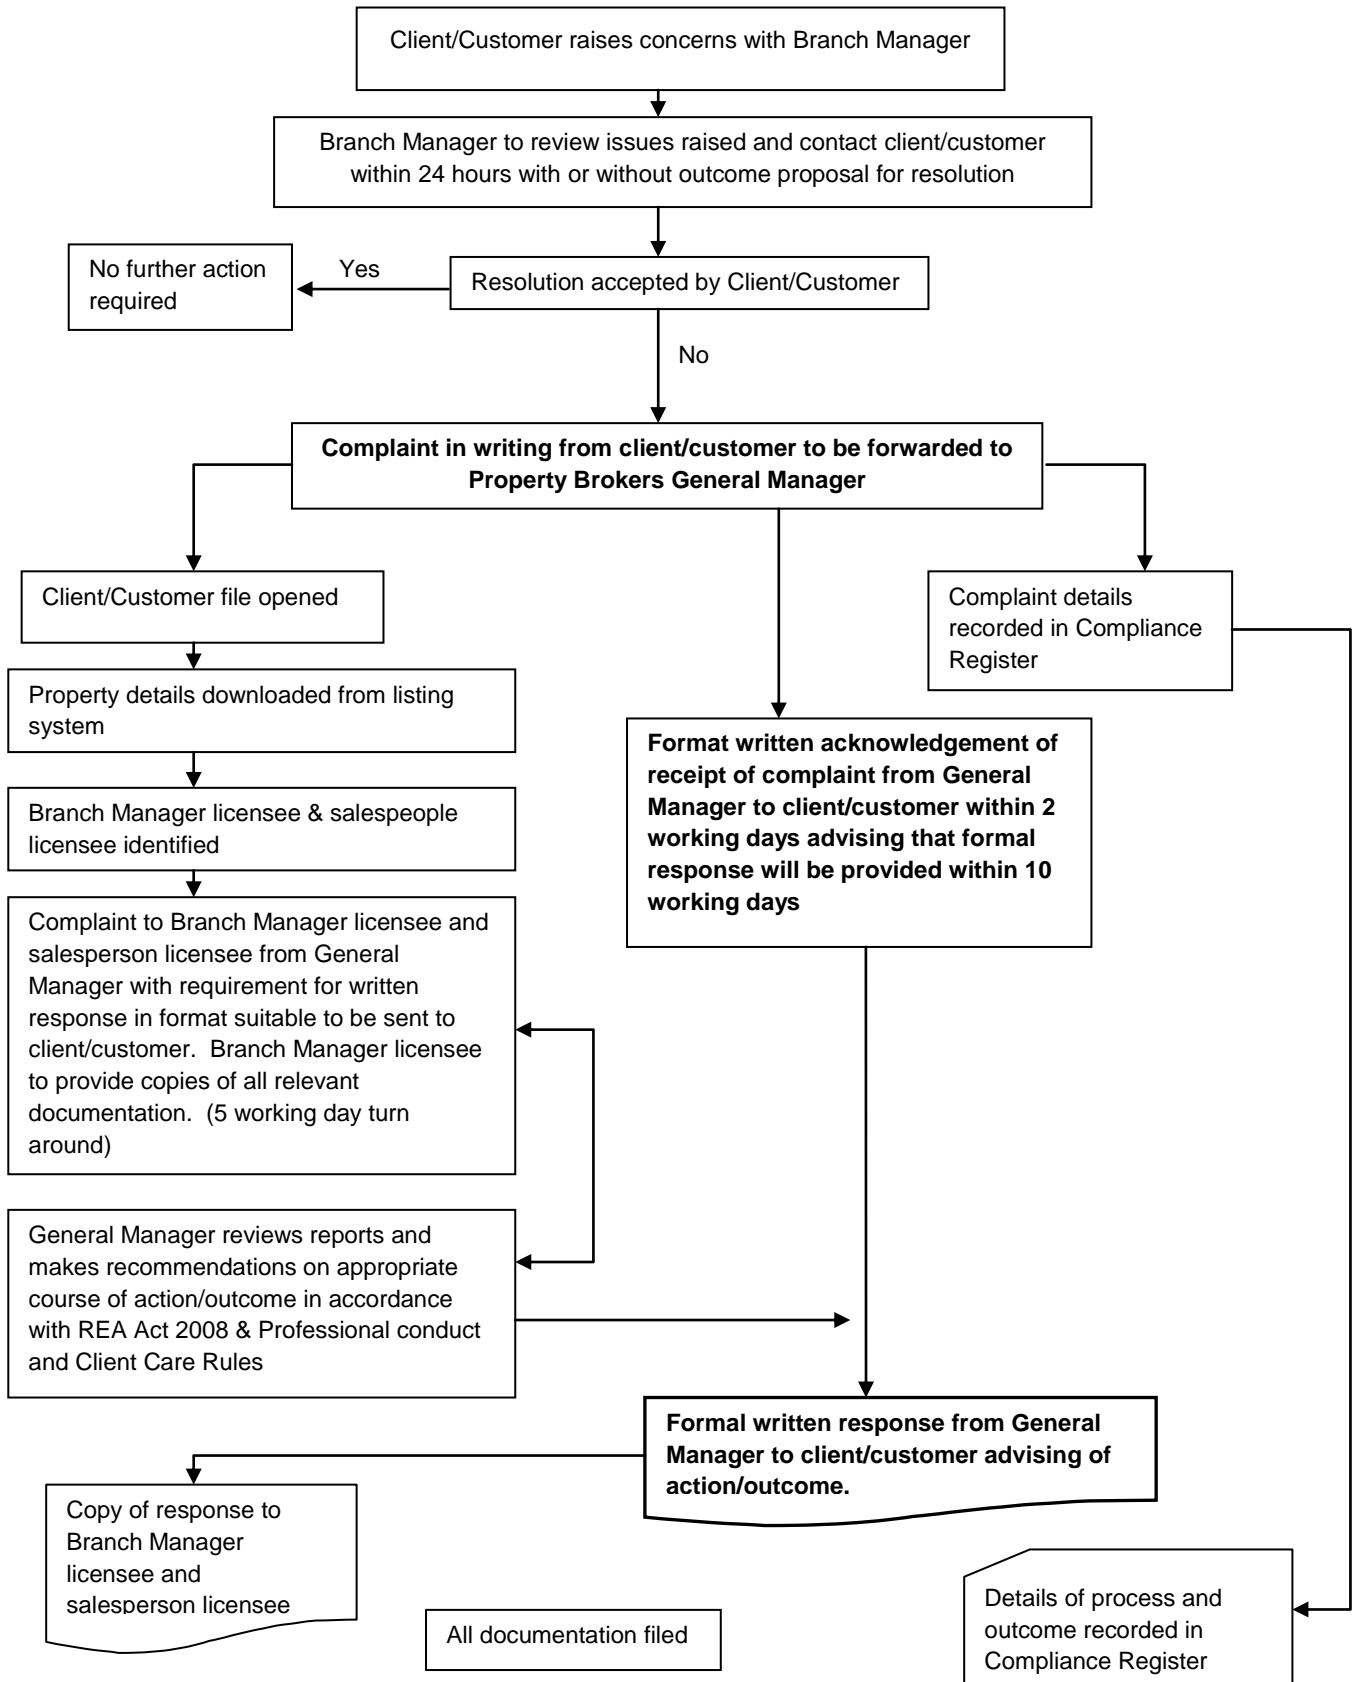 Client/Customer raises concerns with Branch Manager
Branch Manager to review issues raised and contact client/customer
within 24 hours with or without outcome proposal for resolution
No further action
required
Yes
Resolution accepted by Client/Customer
No
Complaint in writing from client/customer to be forwarded to
Property Brokers General Manager
Client/Customer file opened
Complaint details
recorded in Compliance
Register
Property details downloaded from listing
system
Format written acknowledgement of
receipt of complaint from General
Manager to client/customer within 2
working days advising that formal
response will be provided within 10
working days
Branch Manager licensee & salespeople
licensee identified
Complaint to Branch Manager licensee and
salesperson licensee from General
Manager with requirement for written
response in format suitable to be sent to
client/customer.  Branch Manager licensee
to provide copies of all relevant
documentation.  (5 working day turn
around)
General Manager reviews reports and
makes recommendations on appropriate
course of action/outcome in accordance
with REA Act 2008 & Professional conduct
and Client Care Rules
Formal written response from General
Manager to client/customer advising of
action/outcome.
Copy of response to
Branch Manager
licensee and
salesperson licensee
All documentation filed
Details of process and
outcome recorded in
Compliance Register